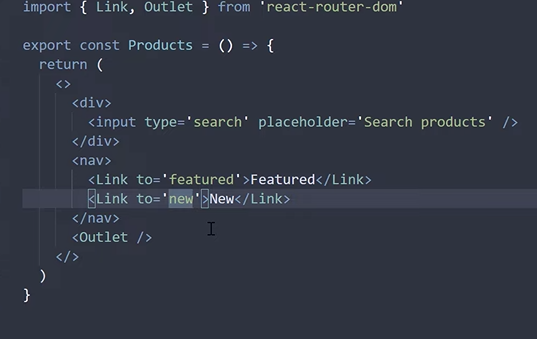 import { Link, Outlet } from 'react-router-dom'
export const Products = () => {
return (
<>
<div>
<input type='search' placeholder='Search products' />
</div>
<nav>
<Link to='featured'>Featured</Link>
<Link to='new'>New</Link>
</nav>
<Outlet />
</>
)
}